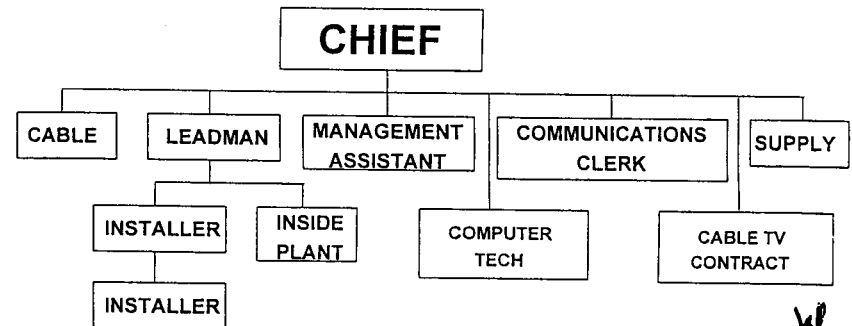 CHIEF
CABLE
LEADMAN
MANAGEMENT
ASSISTANT
COMMUNICATIONS
CLERK
SUPPLY
INSTALLER
INSIDE
PLANT
COMPUTER
TECH
CABLE TV
CONTRACT
INSTALLER